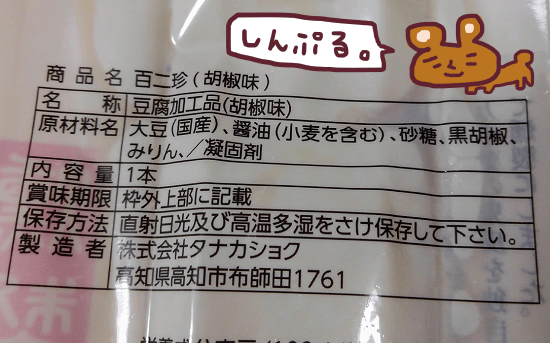 しんぷる。
商品名 百二珍(胡椒味)
名称 豆腐加工品(胡椒味)
原材料名 大豆(国産)、醤油(小麦を含む)、砂糖、黒胡椒、
みりん、/凝固剤
内容量 1本
賞味期限 枠外上部に記載
保存方法 直射日光及び高温多湿をさけ保存して下さい。
製造者 株式会社タナカショク
高知県高知市布師田1761